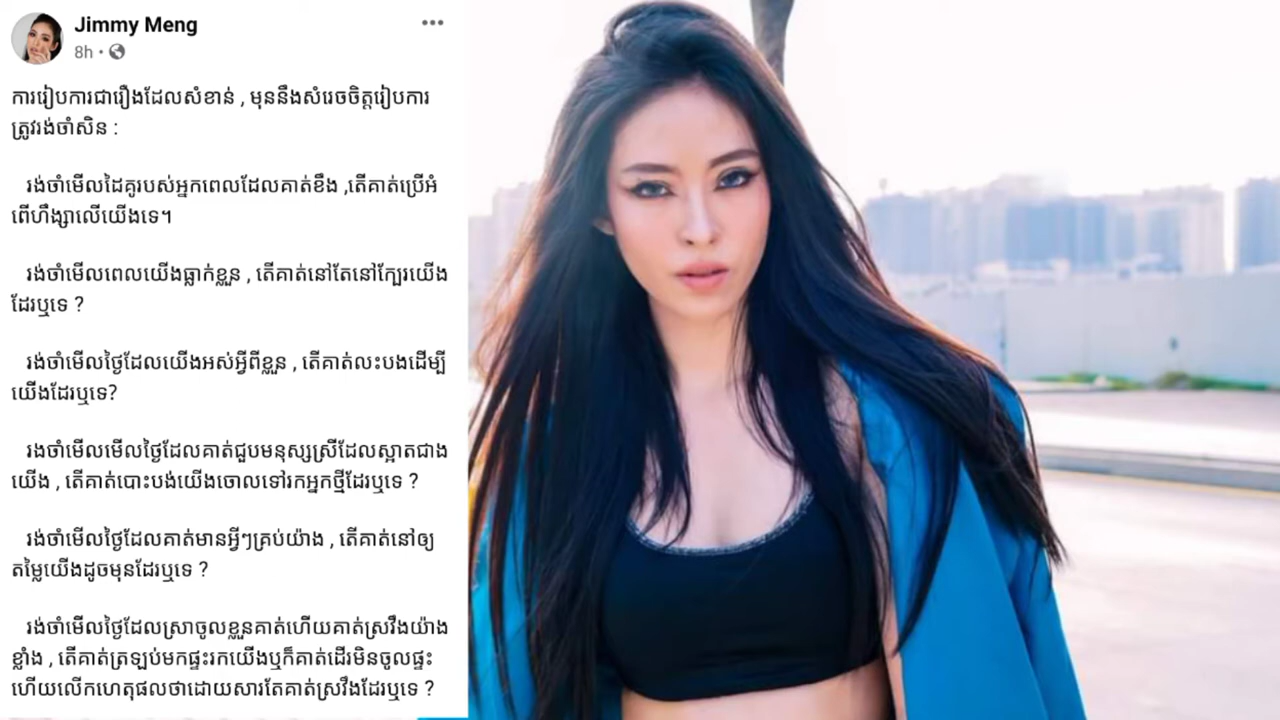 Jimmy Meng
8h
ការរៀបការជារឿងដែលសំខាន់ , មុននឹងសំរេចចិត្តរៀបការ
ត្រូវរង់ចាំសិន :
រង់ចាំមើលដៃគូរបស់អ្នកពេលដែលគាត់ខឹង ,តើគាត់ប្រើអំ
ពើហឹង្សាលើយើងទេ។
រង់ចាំមើលពេលយើងធ្លាក់ខ្លួន , តើគាត់នៅតែនៅក្បែរយើង
ដែរឬទេ ?
រង់ចាំមើលថ្ងៃដែលយើងអស់អ្វីពីខ្លួន , តើគាត់លះបងដើម្បី
យើងដែរឬទេ?
រងចាំមើលមើលថ្ងៃដែលគាត់ជួបមនុស្សស្រីដែលស្អាតជាង
យើង , តើគាត់បោះបង់យើងចោលទៅរកអ្នកថ្មីដែរឬទេ ?
រង់ចាំមើលថ្ងៃដែលគាត់មានអ្វីៗគ្រប់យ៉ាង , តើគាត់នៅឲ្យ
តម្លៃយើងដូចមុនដែរឬទេ ?
រង់ចាំមើលថ្ងៃដែលស្រាចូលខ្លួនគាត់ហើយគាត់ស្រវឹងយ៉ាង
ខ្លាំង , តើគាត់ត្រឡប់មកផ្ទះរកយើងឬក៏គាត់ដើរមិនចូលផ្ទះ
ហើយលើកហេតុផលថាដោយសារតែគាត់ស្រវឹងដែរឬទេ ?